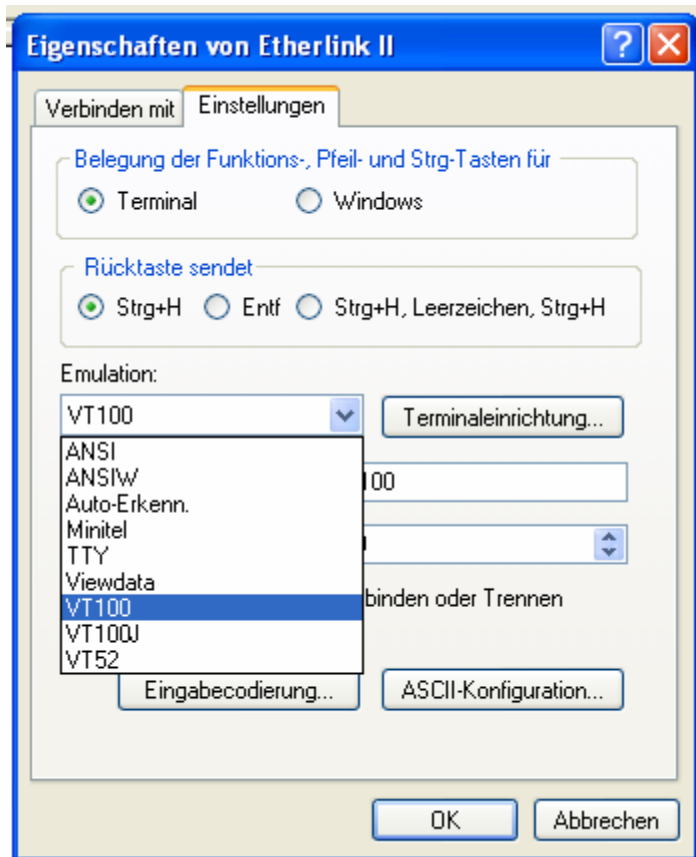 Eigenschaften von Etherlink II
Verbinden mit Einstellungen
Belegung der Funktions-, Pfeil- und Strg-Tasten für
Terminal Windows
Rücktaste sendet
Strg+H Entf Strg+H, Leerzeichen, Strg+H
Emulation:
VT100 Terminaleinrichtung...
ANSI
ANSIW
Auto-Erkenn.
Minitel
TTY
Viewdata
VT100
VT100J
VT52
100
binden oder Trennen
Eingabecodierung... ASCII-Konfiguration...
OK Abbrechen